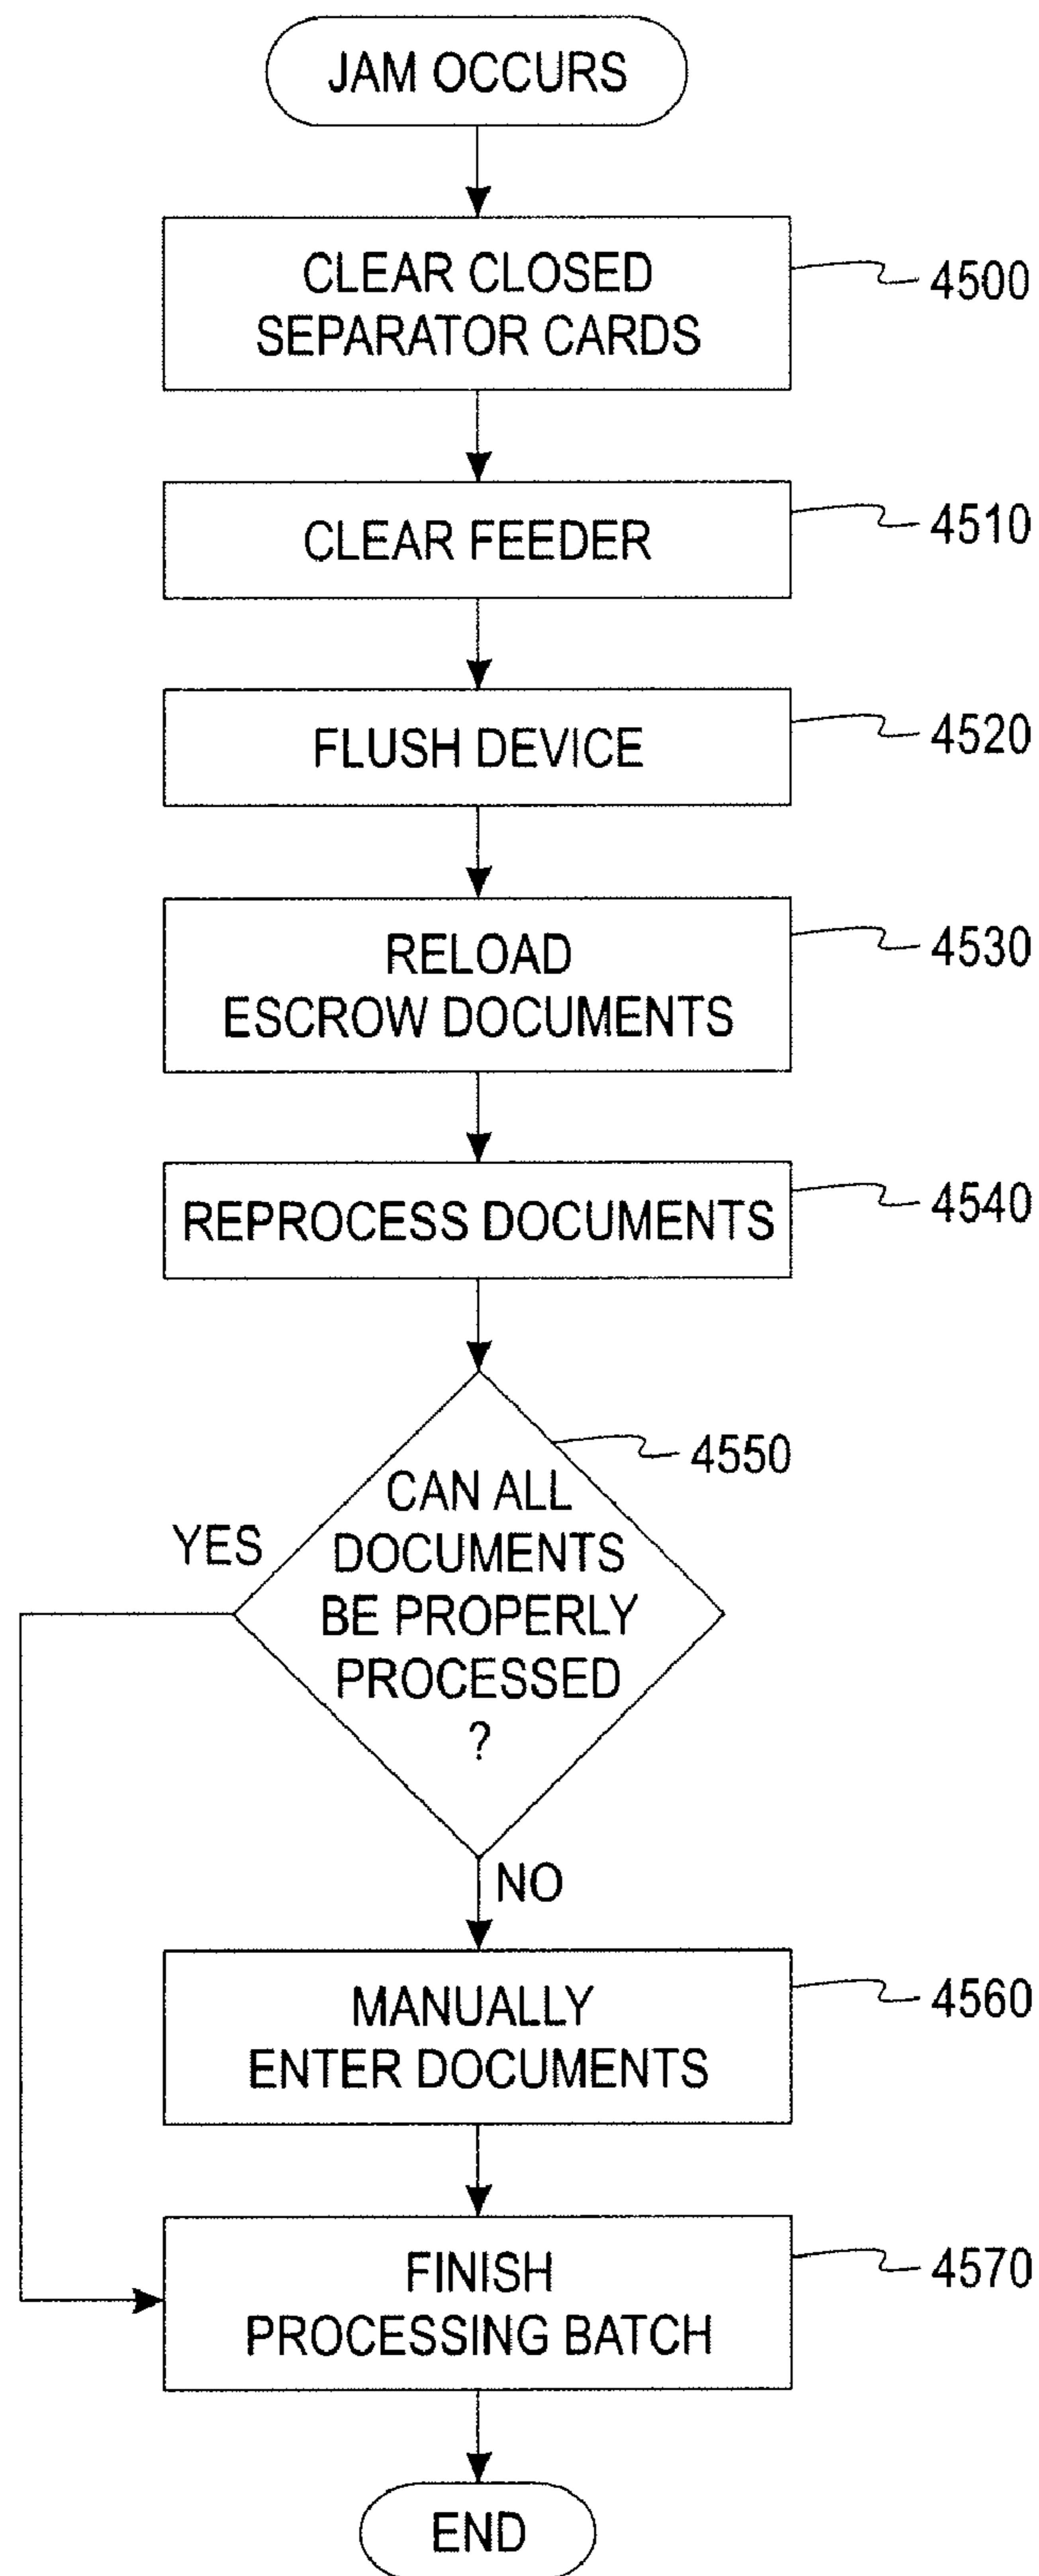 JAM OCCURS
CLEAR CLOSED
SEPARATOR CARDS
4500
CLEAR FEEDER
4510
FLUSH DEVICE
4520
RELOAD
ESCROW DOCUMENTS
4530
REPROCESS DOCUMENTS
4540
4550
CAN ALL
DOCUMENTS
BE PROPERLY
PROCESSED
?
YES
NO
MANUALLY
ENTER DOCUMENTS
4560
FINISH
PROCESSING BATCH
4570
END